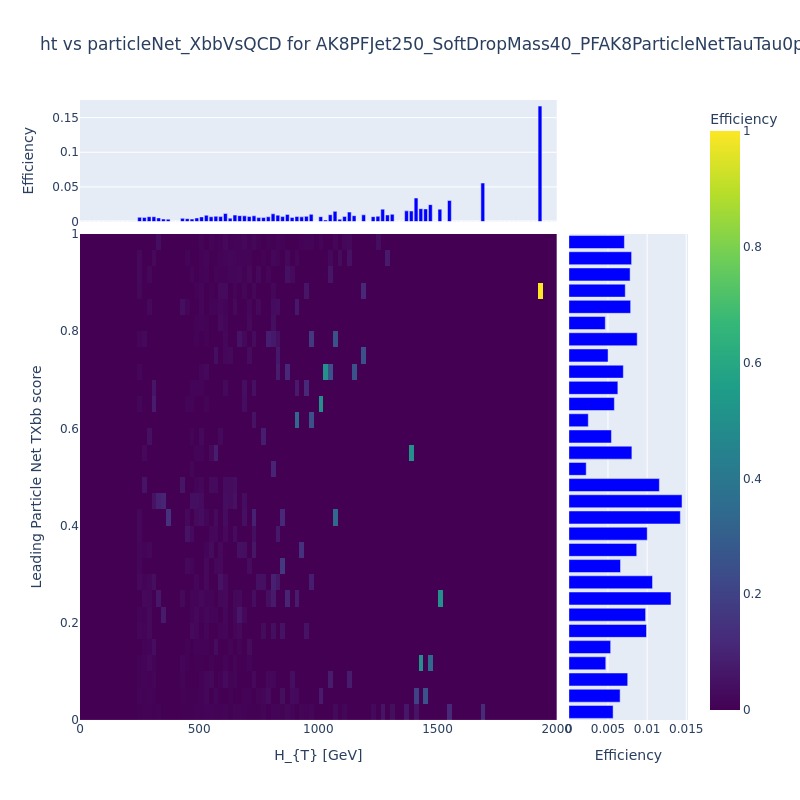 ht vs particleNet_XbbVsQCD for AK8PFJet250_SoftDropMass40_PFAK8ParticleNetTauTau0p
Efficiency
0.15
0.1
0.05
0
Efficiency
1
0.8
0.6
0.4
0.2
0
Leading Particle Net TXbb score
1
0.8
0.6
0.4
0.2
0
0 500 1000 1500 2000
H_{T} [GeV]
0 0.005 0.01 0.015
Efficiency